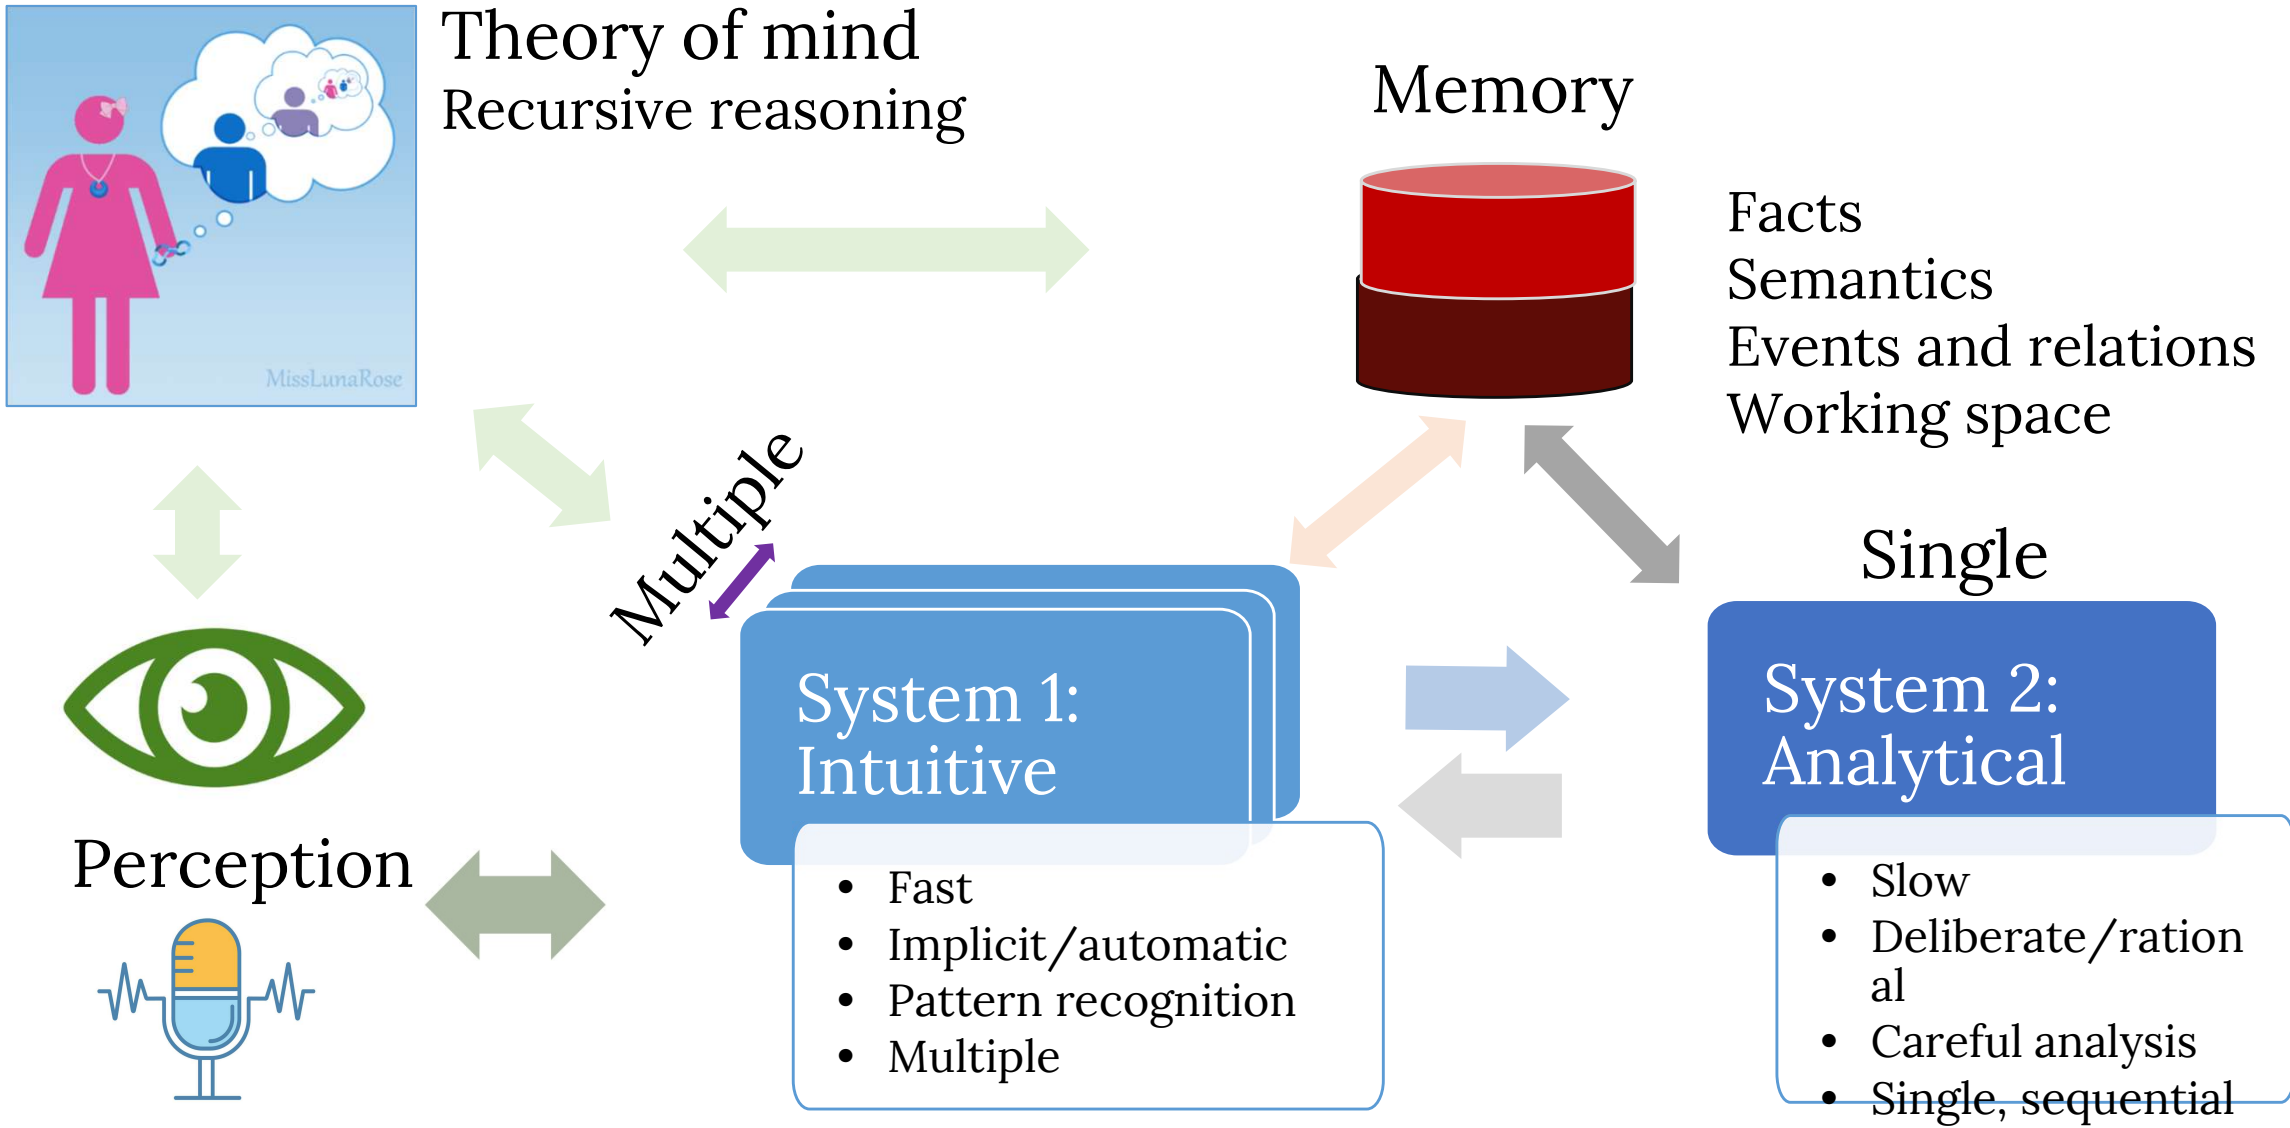 Theory of mind
Recursive reasoning
MissLunaRose
Memory
Facts
Semantics
Events and relations
Working space
Multiple
Single
System 1:
Intuitive
• Fast
• Implicit/automatic
• Pattern recognition
• Multiple
System 2:
Analytical
• Slow
• Deliberate/ration
al
• Careful analysis
• Single, sequential
Perception